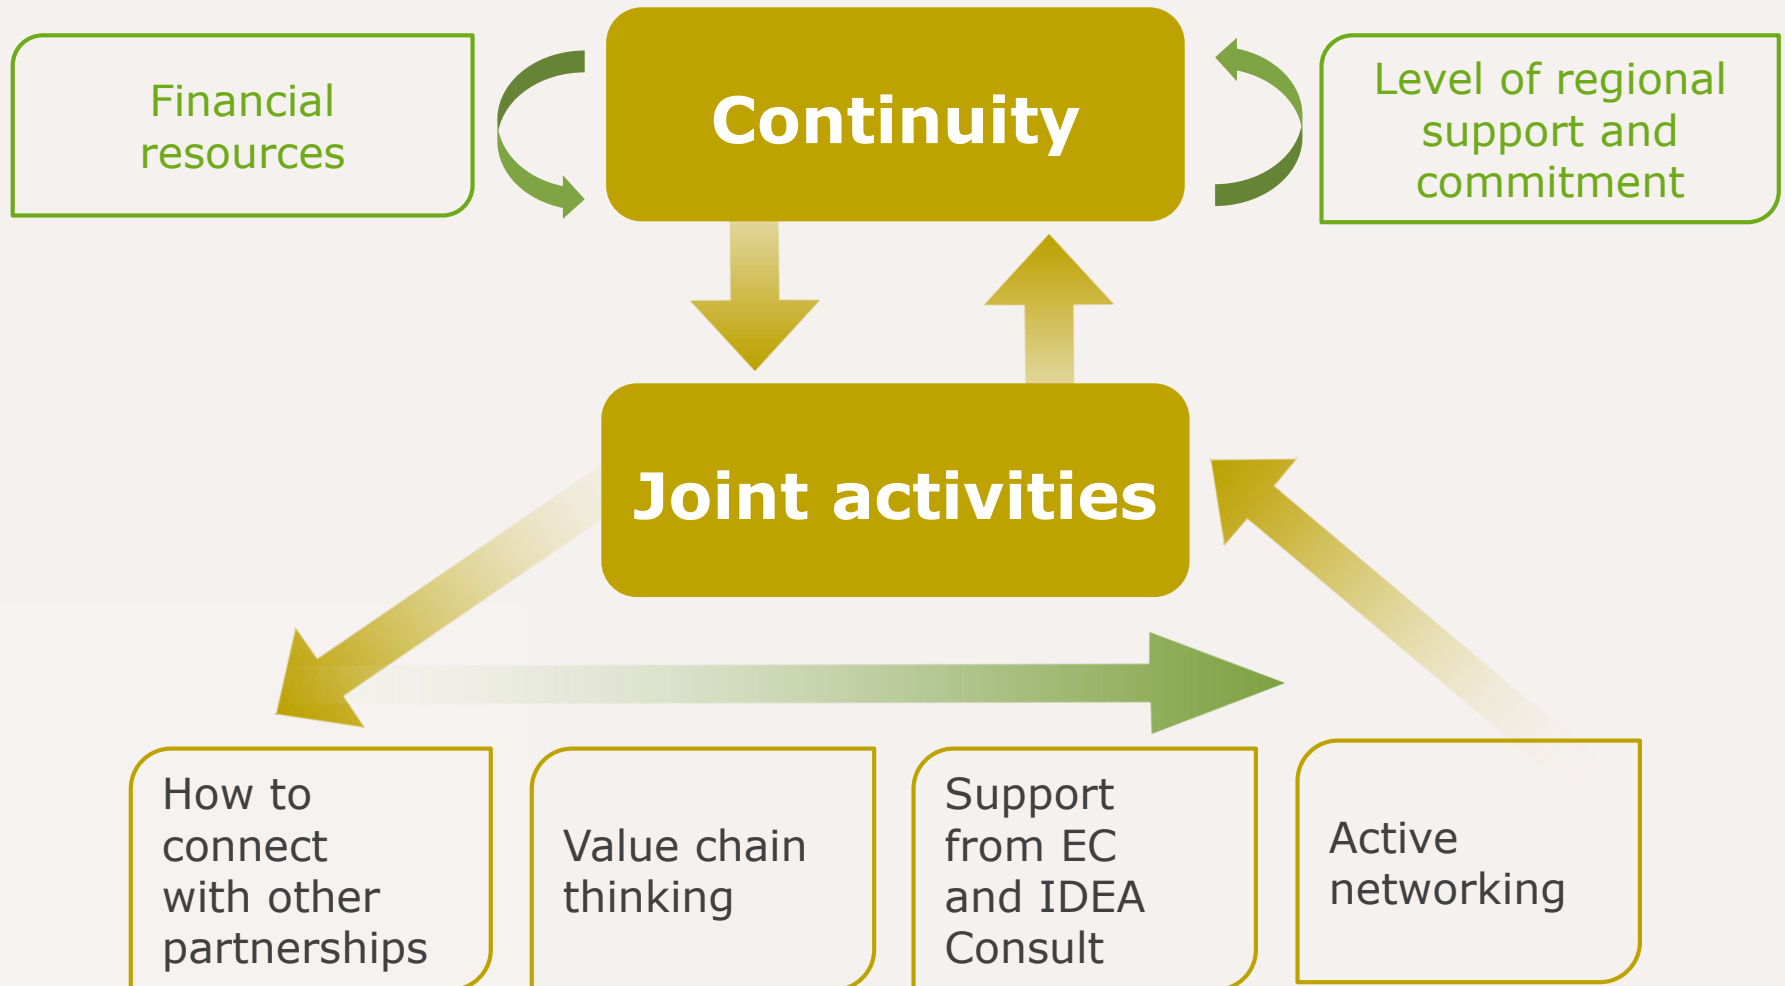 Financial
resources
Continuity
Level of regional
support and
commitment
Joint activities
How to
connect
with other
partnerships
Value chain
thinking
Support
from EC
and IDEA
Consult
Active
networking